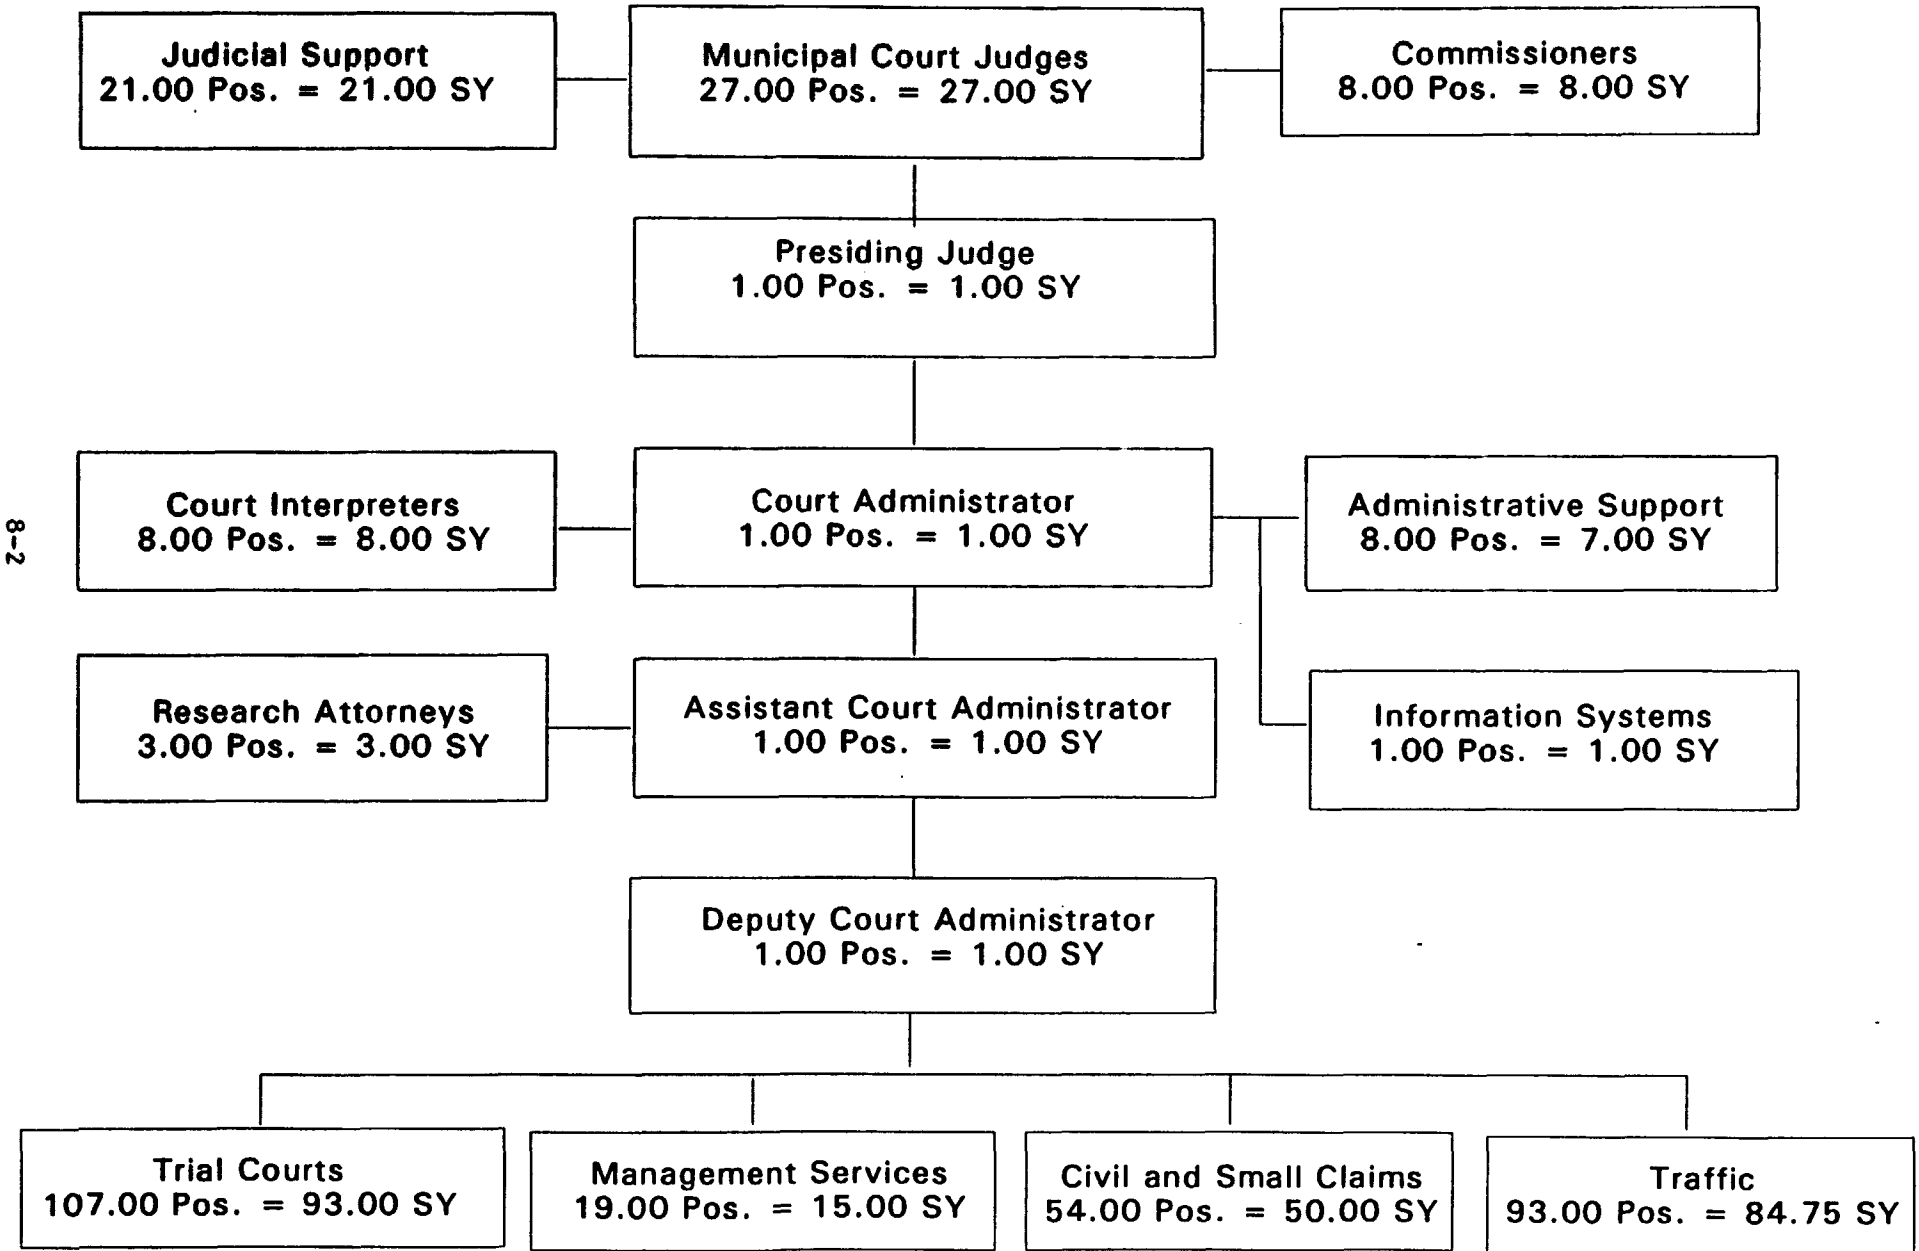 Judicial Support
21.00 Pos. = 21.00 SY
Municipal Court Judges
27.00 Pos. = 27.00 SY
Commissioners
8.00 Pos. = 8.00 SY
Presiding Judge
1.00 Pos. = 1.00 SY
Court Interpreters
8.00 Pos. = 8.00 SY
Court Administrator
1.00 Pos. = 1.00 SY
Administrative Support
8.00 Pos. = 7.00 SY
8-2
Research Attorneys
3.00 Pos. = 3.00 SY
Assistant Court Administrator
1.00 Pos. = 1.00 SY
Information Systems
1.00 Pos. = 1.00 SY
Deputy Court Administrator
1.00 Pos. = 1.00 SY
Trial Courts
107.00 Pos. = 93.00 SY
Management Services
19.00 Pos. = 15.00 SY
Civil and Small Claims
54.00 Pos. = 50.00 SY
Traffic
93.00 Pos. = 84.75 SY